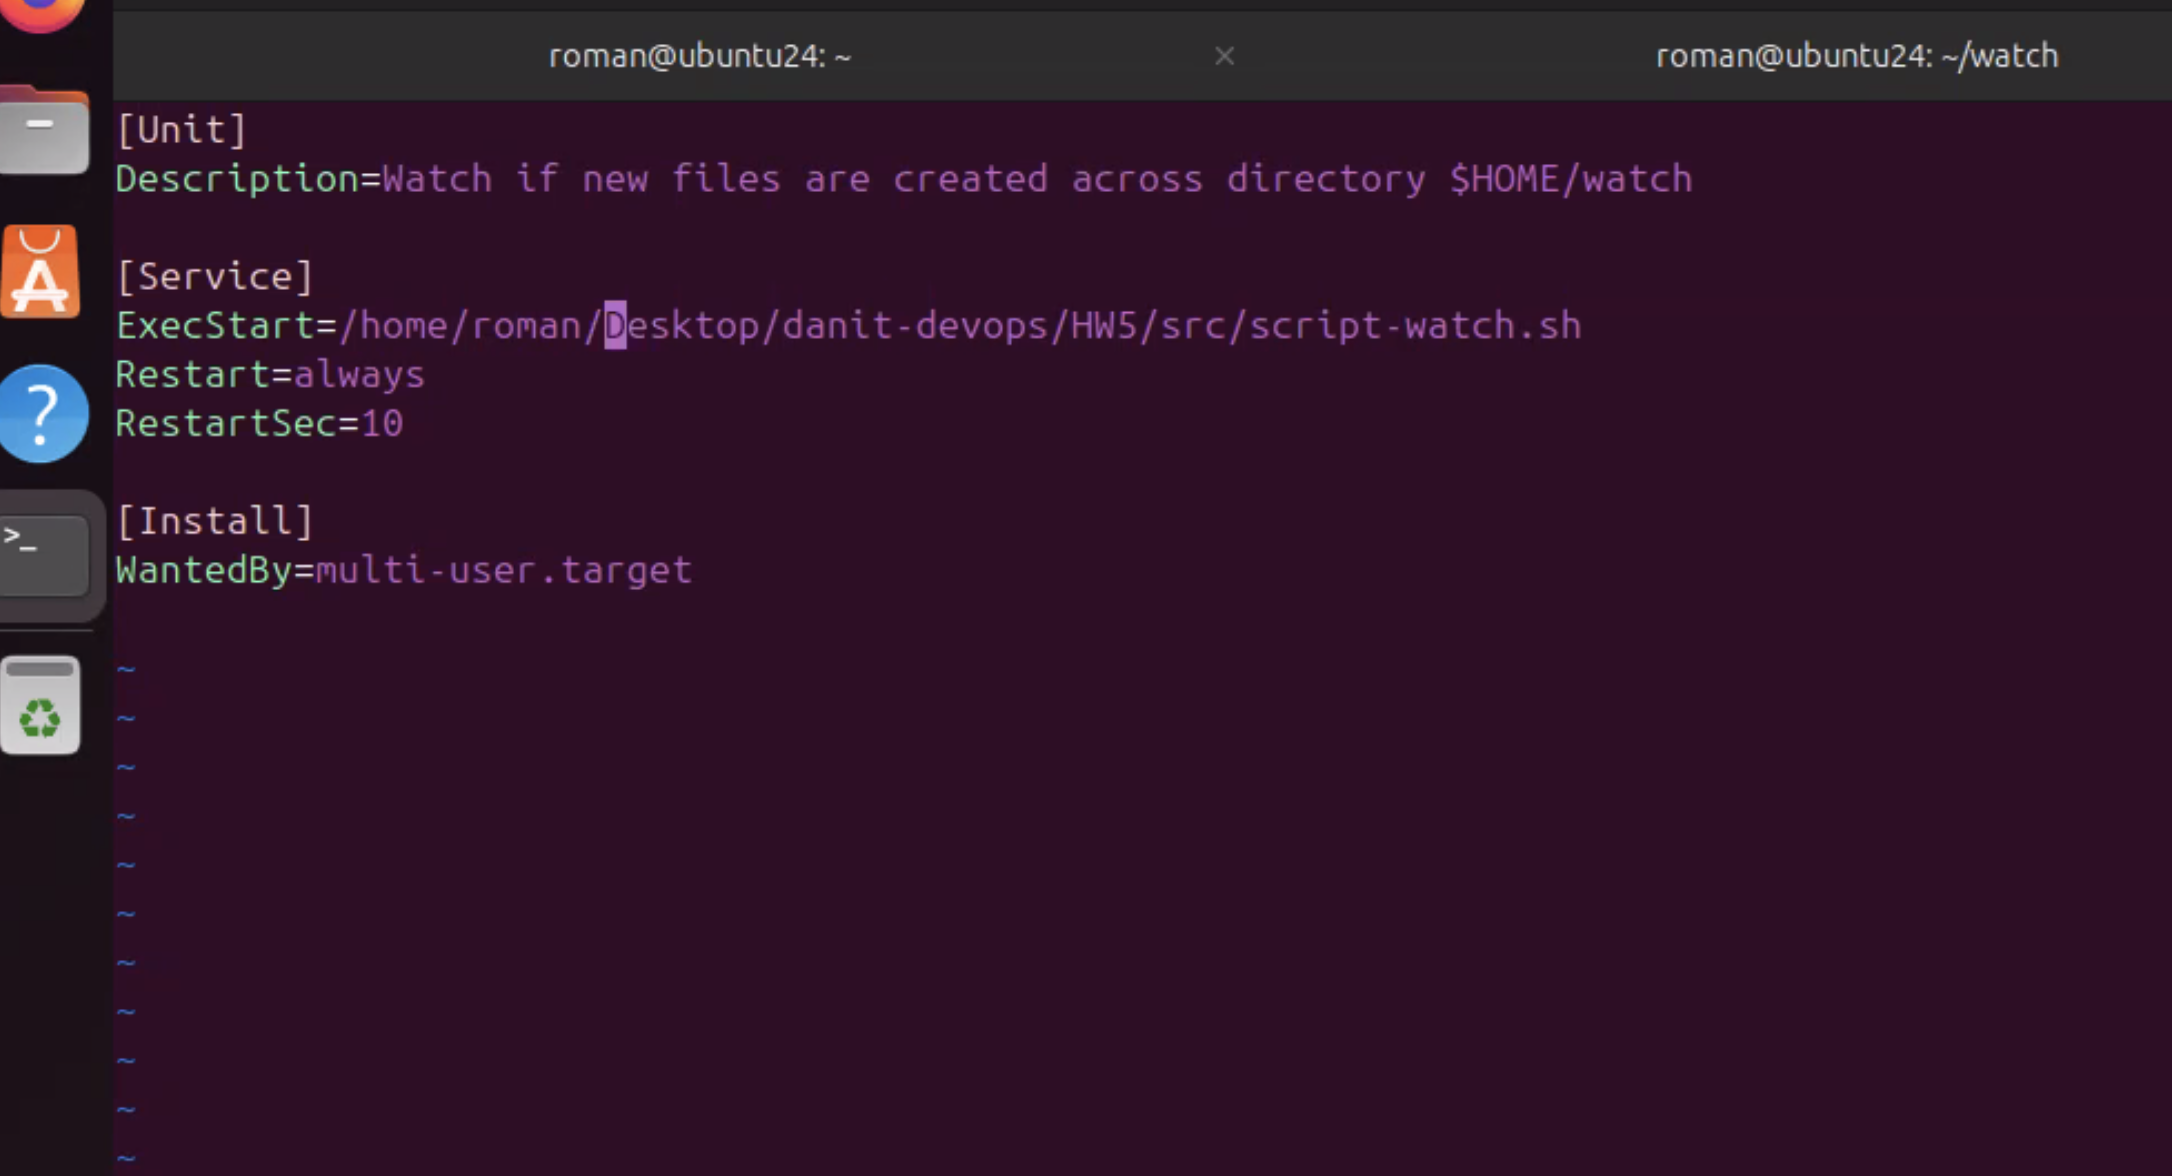 roman@ubuntu24: ~ × roman@ubuntu24: ~/watch
[Unit]
Description=Watch if new files are created across directory $HOME/watch
[Service]
ExecStart=/home/roman/Desktop/danit-devops/HW5/src/script-watch.sh
Restart=always
RestartSec=10
[Install]
WantedBy=multi-user.target
~
~
~
~
~
~
~
~
~
~
~